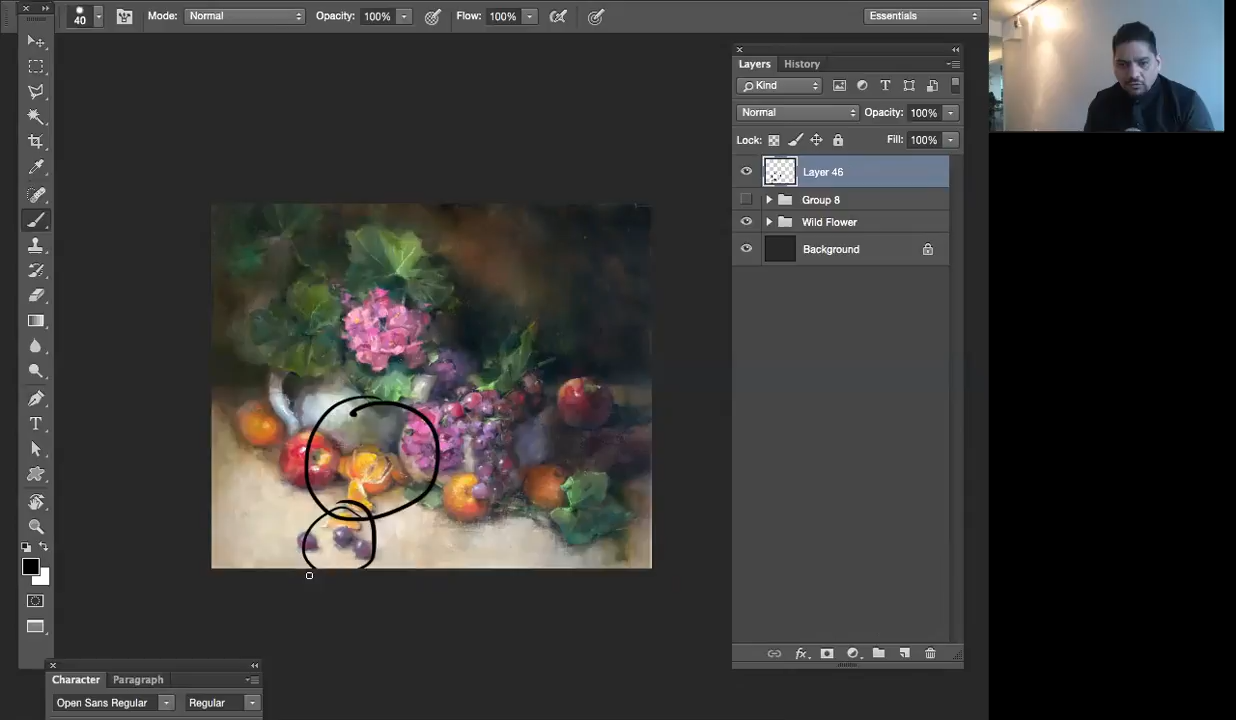 40 Mode: Normal Opacity: 100% Flow: 100% Essentials
Layers History
Kind
Normal Opacity: 100%
Lock: Fill: 100%
Layer 46
Group 8
Wild Flower
Background
T
Character Paragraph
Open Sans Regular Regular